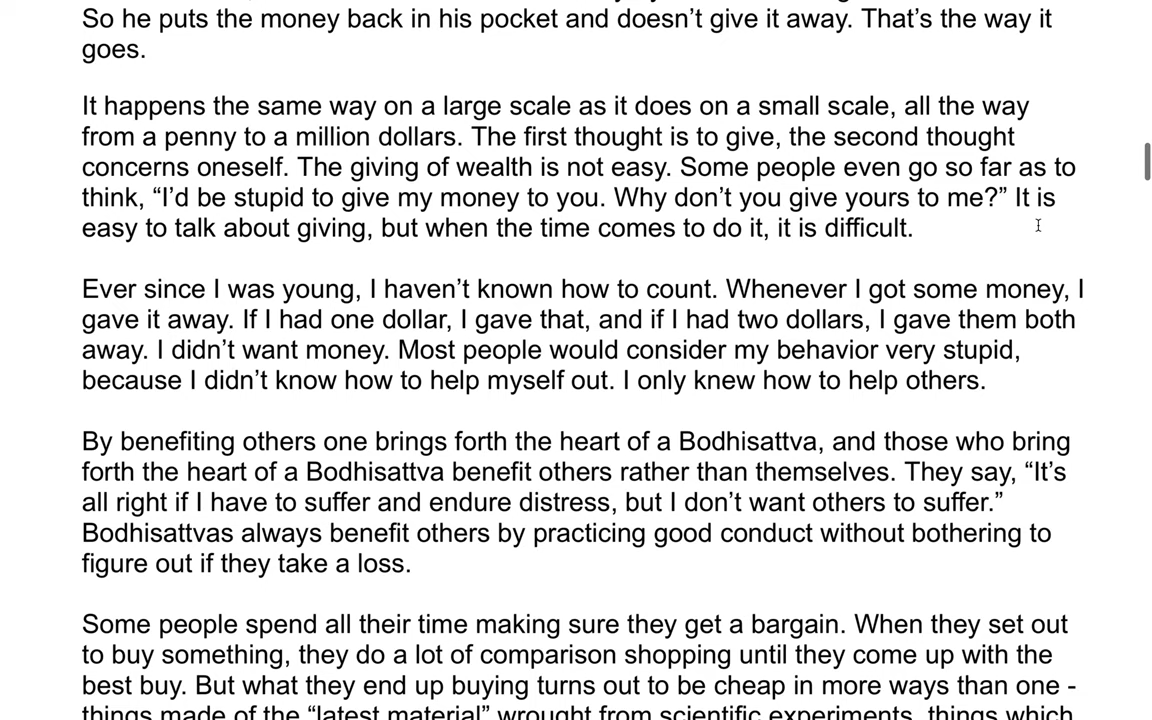 So he puts the money back in his pocket and doesn’t give it away. That’s the way it
goes.
It happens the same way on a large scale as it does on a small scale, all the way
from a penny to a million dollars. The first thought is to give, the second thought
concerns oneself. The giving of wealth is not easy. Some people even go so far as to
think, “I’d be stupid to give my money to you. Why don’t you give yours to me?” It is
easy to talk about giving, but when the time comes to do it, it is difficult.
Ever since I was young, I haven’t known how to count. Whenever I got some money, I
gave it away. If I had one dollar, I gave that, and if I had two dollars, I gave them both
away. I didn’t want money. Most people would consider my behavior very stupid,
because I didn’t know how to help myself out. I only knew how to help others.
By benefiting others one brings forth the heart of a Bodhisattva, and those who bring
forth the heart of a Bodhisattva benefit others rather than themselves. They say, “It’s
all right if I have to suffer and endure distress, but I don’t want others to suffer.”
Bodhisattvas always benefit others by practicing good conduct without bothering to
figure out if they take a loss.
Some people spend all their time making sure they get a bargain. When they set out
to buy something, they do a lot of comparison shopping until they come up with the
best buy. But what they end up buying turns out to be cheap in more ways than one -
things made of the “latest material” wrought from scientific experiments, things which